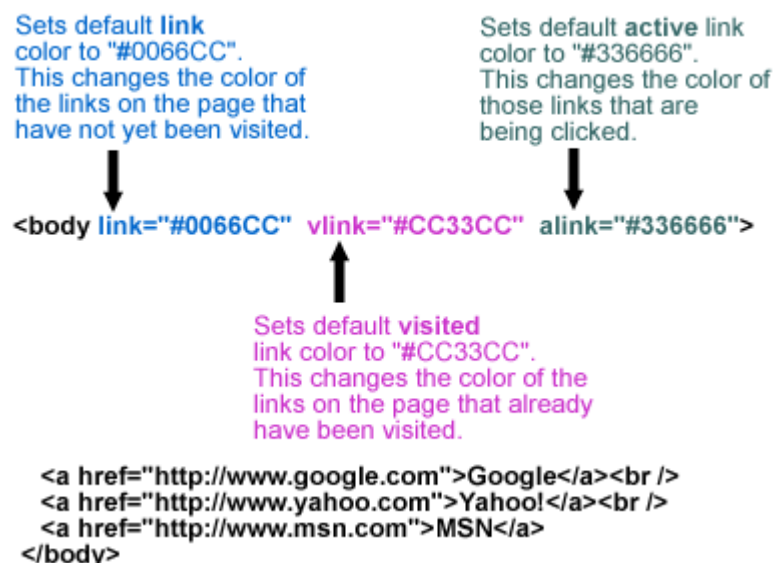 Sets default link
color to "#0066CC".
This changes the color of
the links on the page that
have not yet been visited.
Sets default active link
color to "#336666".
This changes the color of
those links that are
being clicked.
<body link="#0066CC" vlink="#CC33CC" alink="#336666">
Sets default visited
link color to "#CC33CC".
This changes the color of the
links on the page that already
have been visited.
<a href="http://www.google.com">Google</a><br />
<a href="http://www.yahoo.com">Yahoo!</a><br />
<a href="http://www.msn.com">MSN</a>
</body>